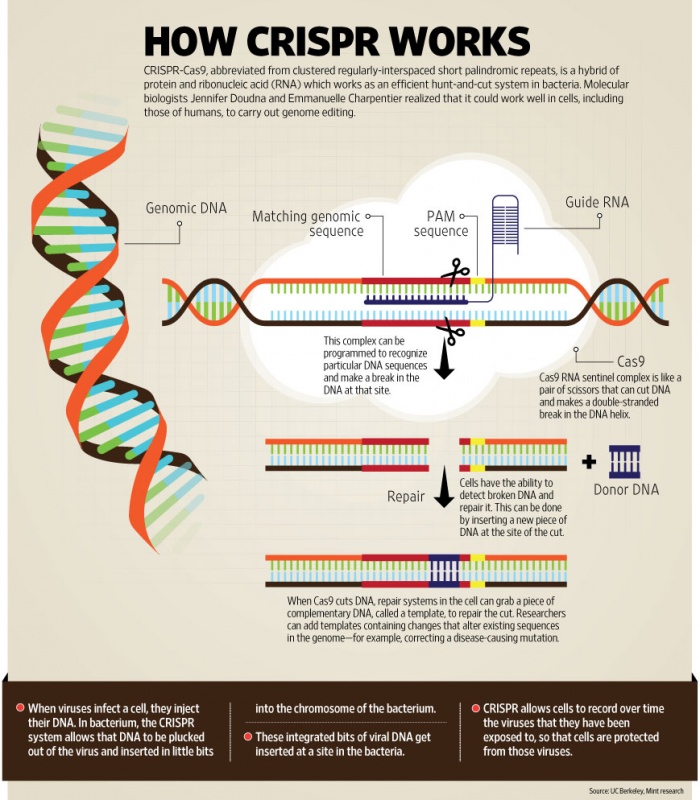 HOW CRISPR WORKS
CRISPR-Cas9, abbreviated from clustered regularly-interspaced short palindromic repeats, is a hybrid of
protein and ribonucleic acid (RNA) which works as an efficient hunt-and-cut system in bacteria. Molecular
biologists Jennifer Doudna and Emmanuelle Charpentier realized that it could work well in cells, including
those of humans, to carry out genome editing.
Genomic DNA
Matching genomic
sequence
PAM
sequence
Guide RNA
This complex can be
programmed to recognize
particular DNA sequences
and make a break in the
DNA at that site.
Cas9
Cas9 RNA sentinel complex is like a
pair of scissors that can cut DNA
and makes a double-stranded
break in the DNA helix.
+
Donor DNA
Repair
Cells have the ability to
detect broken DNA and
repair it. This can be done
by inserting a new piece of
DNA at the site of the cut.
When Cas9 cuts DNA, repair systems in the cell can grab a piece of
complementary DNA, called a template, to repair the cut. Researchers
can add templates containing changes that alter existing sequences
in the genome—for example, correcting a disease-causing mutation.
When viruses infect a cell, they inject
their DNA. In bacterium, the CRISPR
system allows that DNA to be plucked
out of the virus and inserted in little bits
into the chromosome of the bacterium.
These integrated bits of viral DNA get
inserted at a site in the bacteria.
CRISPR allows cells to record over time
the viruses that they have been
exposed to, so that cells are protected
from those viruses.
Source: UC Berkeley, Mint research